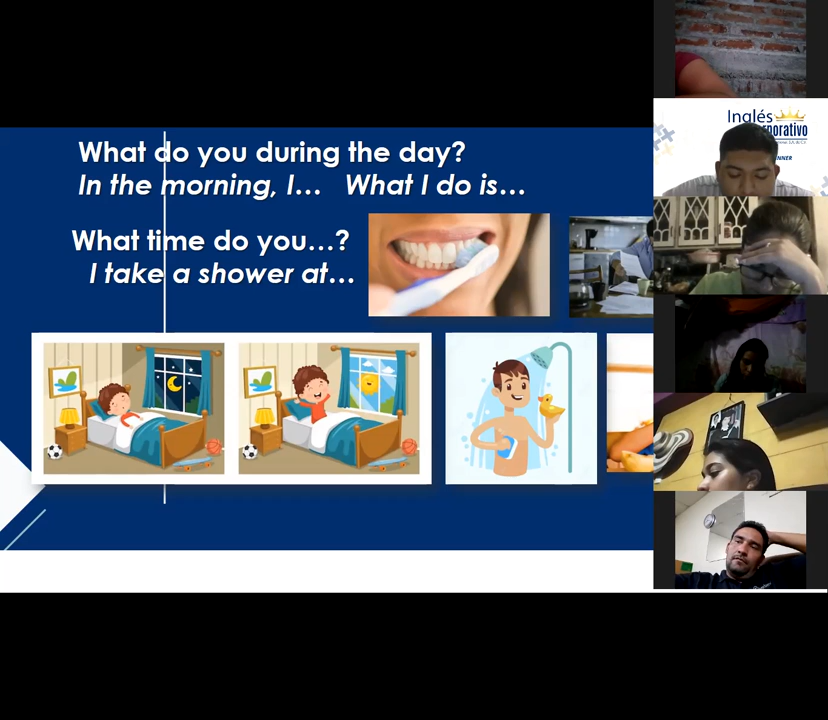 What do you during the day?
In the morning, I... What I do is...
What time do you...?
I take a shower at...
Inglés